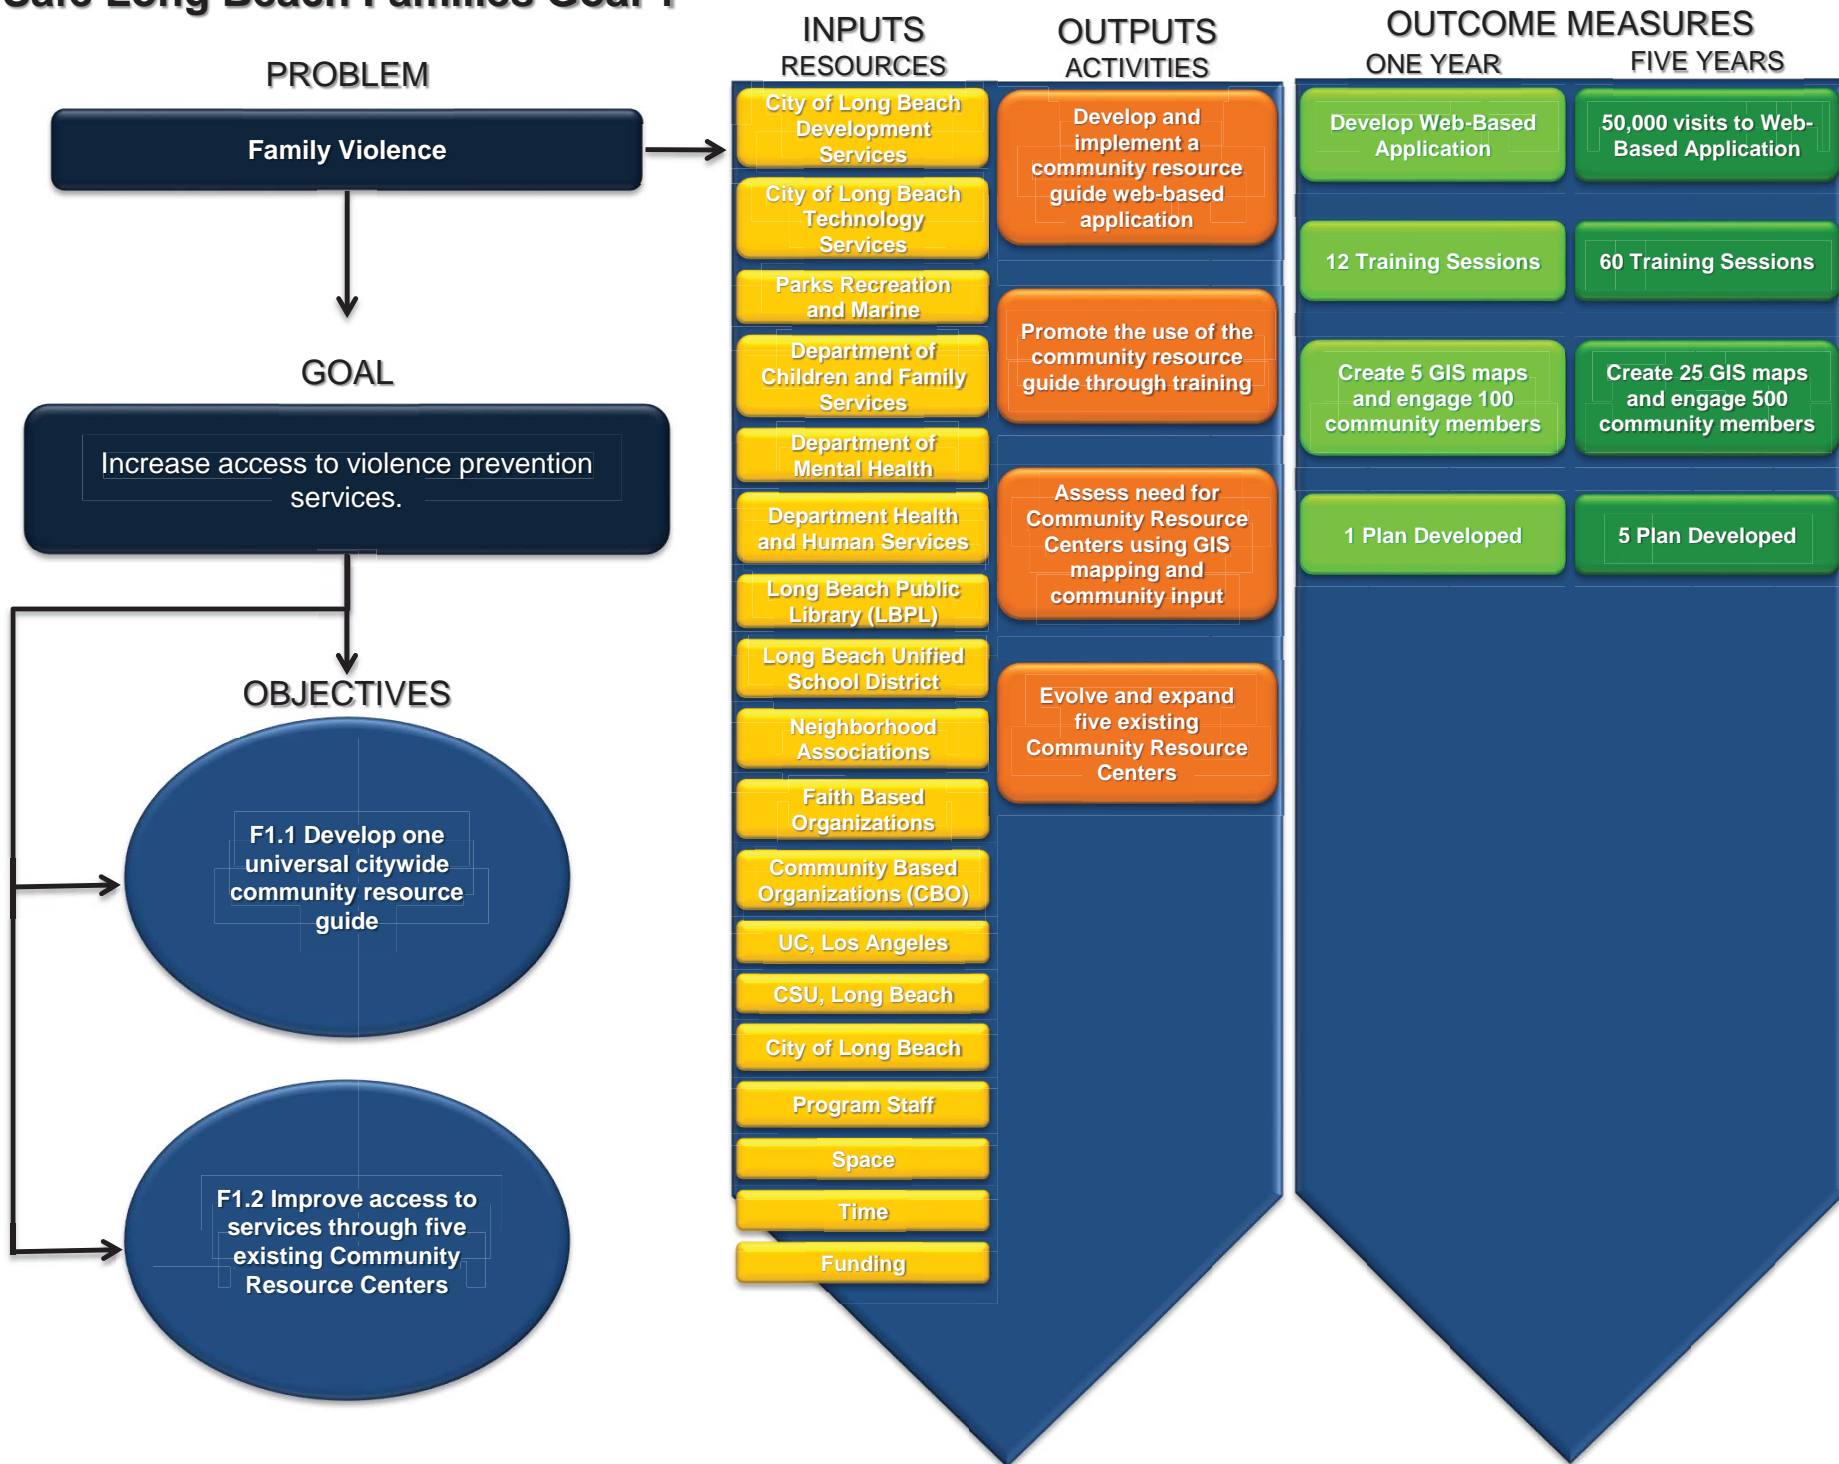 Safe Long Beach Families Goal 1
PROBLEM
Family Violence
GOAL
Increase access to violence prevention
services.
OBJECTIVES
F1.1 Develop one
universal citywide
community resource
guide
F1.2 Improve access to
services through five
existing Community
Resource Centers
INPUTS
RESOURCES
City of Long Beach
Development
Services
City of Long Beach
Technology
Services
Parks Recreation
and Marine
Department of
Children and Family
Services
Department of
Mental Health
Department Health
and Human Services
Long Beach Public
Library (LBPL)
Long Beach Unified
School District
Neighborhood
Associations
Faith Based
Organizations
Community Based
Organizations (CBO)
UC, Los Angeles
CSU, Long Beach
City of Long Beach
Program Staff
Space
Time
Funding
OUTPUTS
ACTIVITIES
Develop and
implement a
community resource
guide web-based
application
Promote the use of the
community resource
guide through training
Assess need for
Community Resource
Centers using GIS
mapping and
community input
Evolve and expand
five existing
Community Resource
Centers
OUTCOME MEASURES
ONE YEAR
Develop Web-Based
Application
12 Training Sessions
Create 5 GIS maps
and engage 100
community members
1 Plan Developed
FIVE YEARS
50,000 visits to Web-
Based Application
60 Training Sessions
Create 25 GIS maps
and engage 500
community members
5 Plan Developed